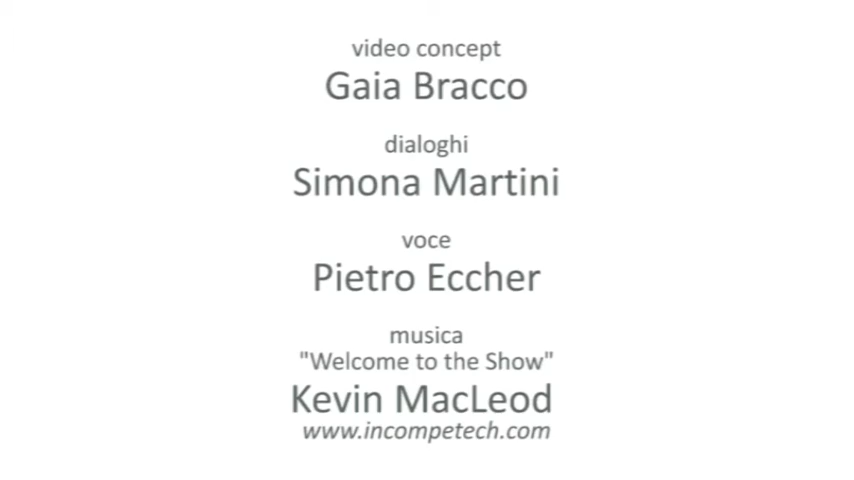 video concept
Gaia Bracco
dialoghi
Simona Martini
voce
Pietro Eccher
musica
"Welcome to the Show"
Kevin MacLeod
www.incompetech.com